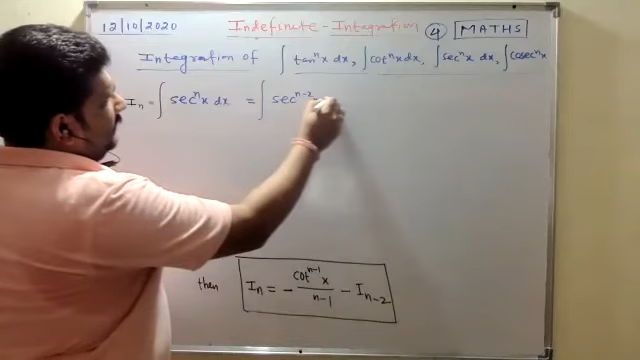 12/10/2020 Indefinite - Integration 4 MATHS
Integration of ∫ tanⁿx dx, ∫ cotⁿx dx, ∫ secⁿx dx, ∫ cosecⁿx
Iₙ = ∫ secⁿx dx = ∫ secⁿ⁻²
then Iₙ = - cotⁿ⁻¹x / n-1 - Iₙ₋₂